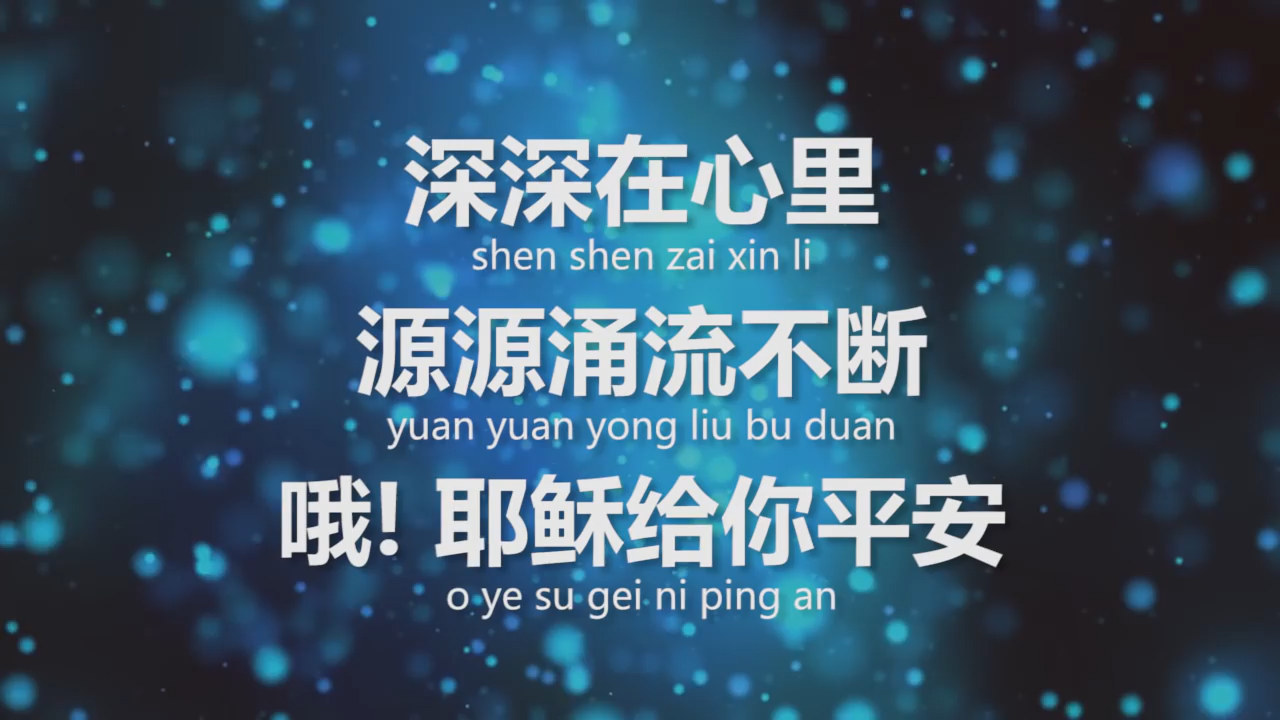 深深在心里
shen shen zai xin li
源源涌流不断
yuan yuan yong liu bu duan
哦! 耶稣给你平安
o ye su gei ni ping an